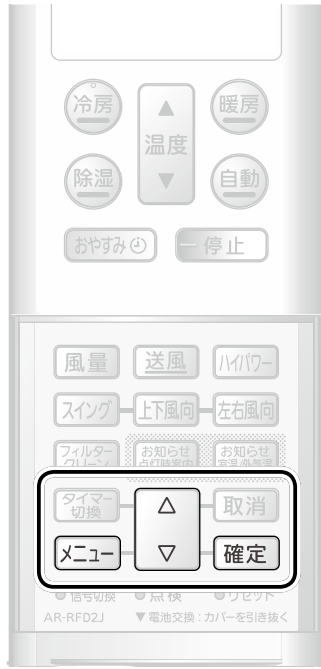 冷房
暖房
▲
温度
▼
除湿
自動
おやすみ
停止
風量
送風
ハイパワー
スイング
上下風向
左右風向
フィルター
クリーン
お知らせ
点灯時案内
お知らせ
室温/外気温
タイマー
切換
△
取消
メニュー
▽
確定
信号切換
点検
リセット
AR-RFD2J
▼電池交換:カバーを引き抜く